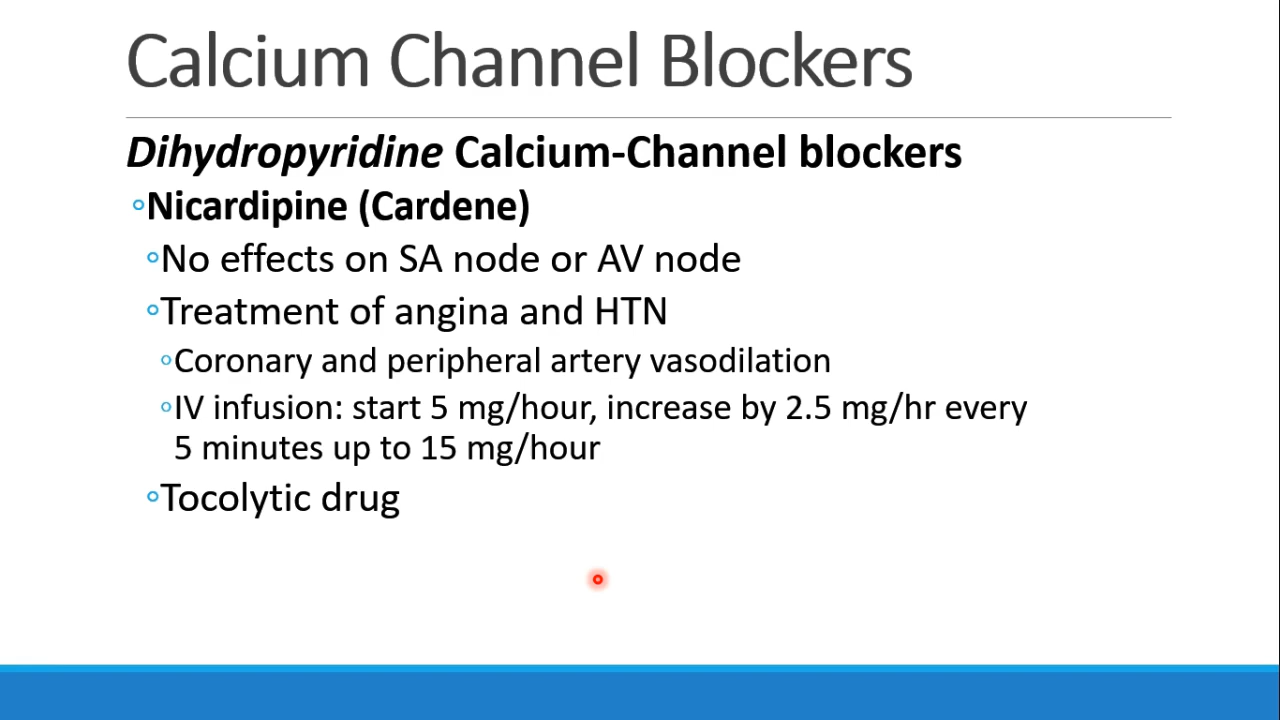 Calcium Channel Blockers
Dihydropyridine Calcium-Channel blockers
◦Nicardipine (Cardene)
◦No effects on SA node or AV node
◦Treatment of angina and HTN
◦Coronary and peripheral artery vasodilation
◦IV infusion: start 5 mg/hour, increase by 2.5 mg/hr every
5 minutes up to 15 mg/hour
◦Tocolytic drug